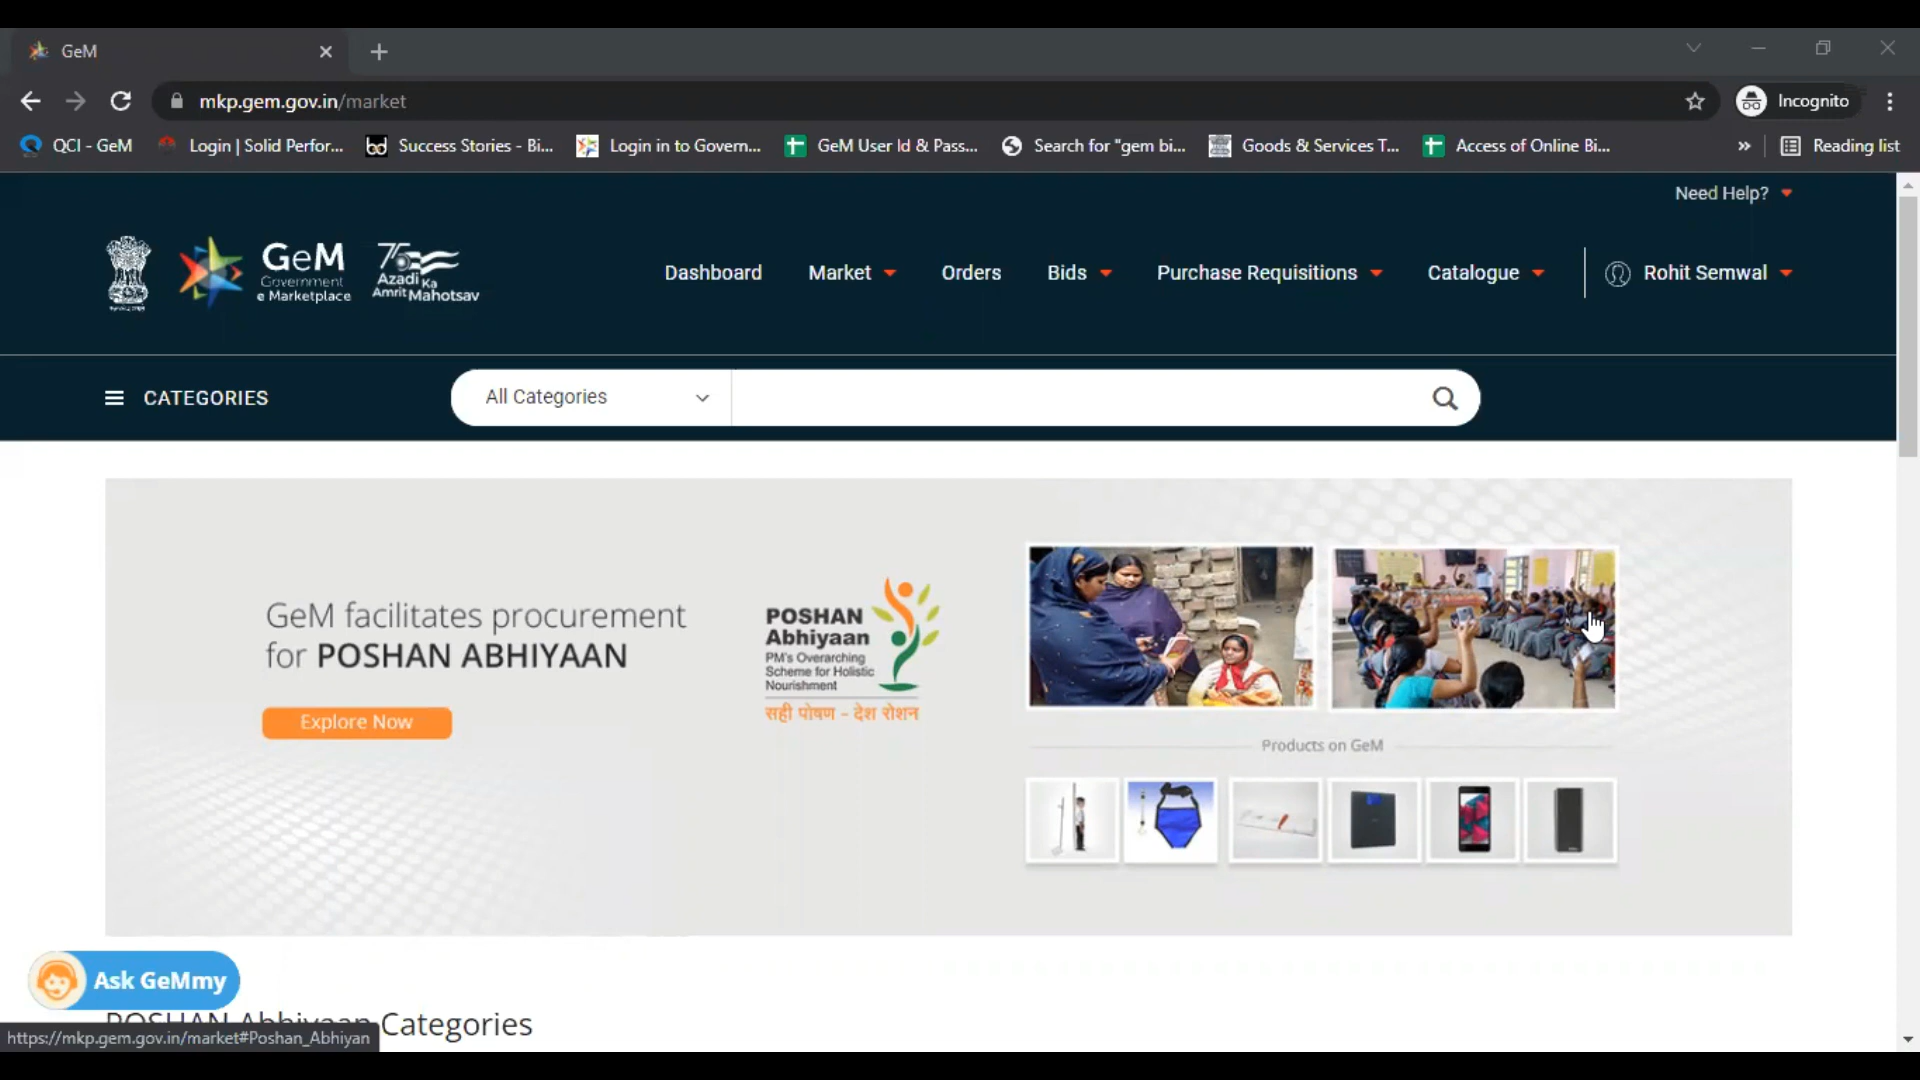 GeM
mkp.gem.gov.in/market
Incognito
QCI - GeM
Login | Solid Perfor...
Success Stories - Bi...
Login in to Govern...
GeM User Id & Pass...
Search for "gem bi...
Goods & Services T...
Access of Online Bi...
»
Reading list
Need Help?
GeM
Government
e Marketplace
75
Azadi Ka
Amrit Mahotsav
Dashboard
Market
Orders
Bids
Purchase Requisitions
Catalogue
Rohit Semwal
CATEGORIES
All Categories
GeM facilitates procurement
for POSHAN ABHIYAAN
Explore Now
POSHAN
Abhiyaan
PM's Overarching
Scheme for Holistic
Nourishment
सही पोषण - देश रोशन
Products on GeM
Ask GeMmy
POSHAN Abhiyaan Categories
https://mkp.gem.gov.in/market#Poshan_Abhiyan